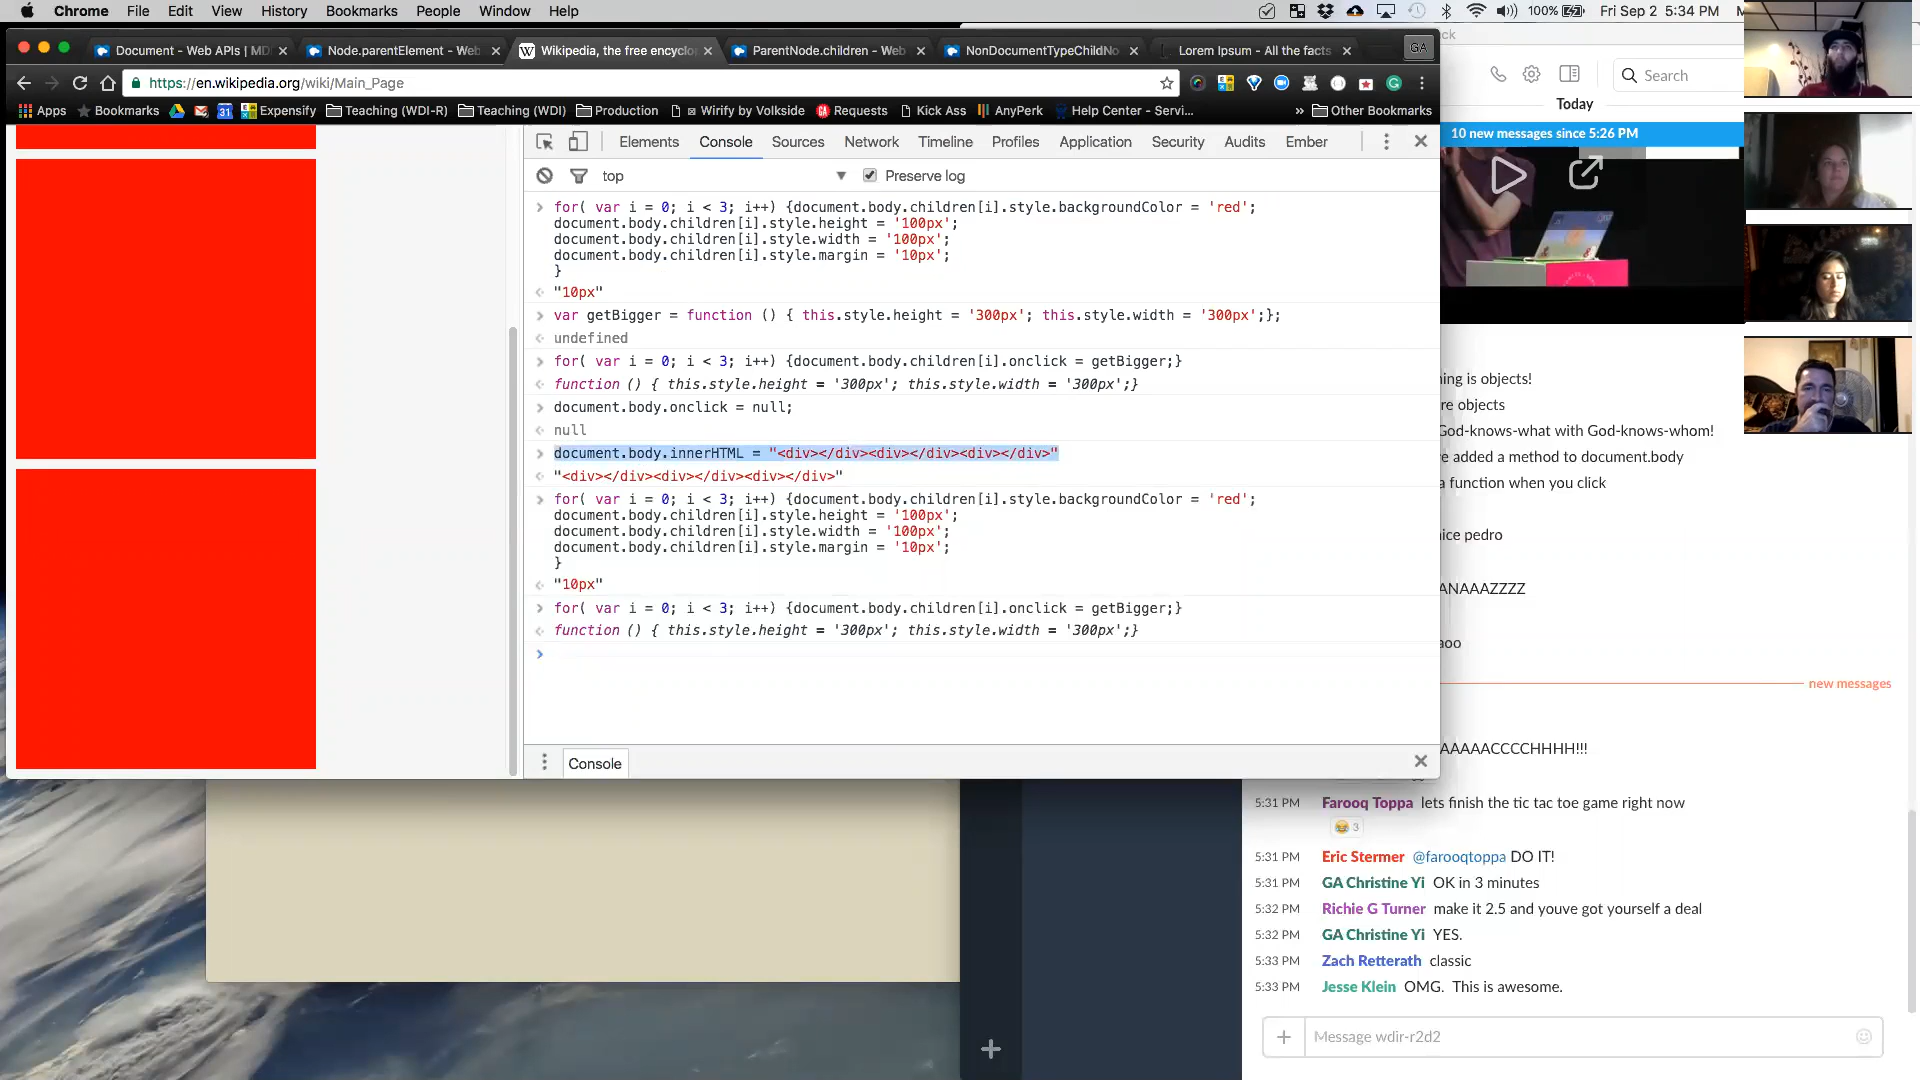 Chrome File Edit View History Bookmarks People Window Help
100% Fri Sep 2 5:34 PM
Document - Web APIs | MD
Node.parentElement - Web
Wikipedia, the free encyclo
ParentNode.children - Web
NonDocumentTypeChildNo
Lorem Ipsum - All the facts
GA
https://en.wikipedia.org/wiki/Main_Page
Apps Bookmarks 31 Expensify Teaching (WDI-R) Teaching (WDI) Production Wirify by Volkside Requests Kick Ass AnyPerk Help Center - Servi... » Other Bookmarks
Elements Console Sources Network Timeline Profiles Application Security Audits Ember
top Preserve log
for( var i = 0; i < 3; i++) {document.body.children[i].style.backgroundColor = 'red';
document.body.children[i].style.height = '100px';
document.body.children[i].style.width = '100px';
document.body.children[i].style.margin = '10px';
}
"10px"
var getBigger = function () { this.style.height = '300px'; this.style.width = '300px';};
undefined
for( var i = 0; i < 3; i++) {document.body.children[i].onclick = getBigger;}
function () { this.style.height = '300px'; this.style.width = '300px';}
document.body.onclick = null;
null
document.body.innerHTML = "<div></div><div></div><div></div>"
"<div></div><div></div><div></div>"
for( var i = 0; i < 3; i++) {document.body.children[i].style.backgroundColor = 'red';
document.body.children[i].style.height = '100px';
document.body.children[i].style.width = '100px';
document.body.children[i].style.margin = '10px';
}
"10px"
for( var i = 0; i < 3; i++) {document.body.children[i].onclick = getBigger;}
function () { this.style.height = '300px'; this.style.width = '300px';}
Console
ck
Search
Today
10 new messages since 5:26 PM
ning is objects!
re objects
God-knows-what with God-knows-whom!
e added a method to document.body
a function when you click
nice pedro
ANAAAZZZZ
aoo
new messages
AAAAACCCCHHHH!!!
5:31 PM Farooq Toppa lets finish the tic tac toe game right now
3
5:31 PM Eric Stermer @farooqtoppa DO IT!
5:31 PM GA Christine Yi OK in 3 minutes
5:32 PM Richie G Turner make it 2.5 and youve got yourself a deal
5:32 PM GA Christine Yi YES.
5:33 PM Zach Retterath classic
5:33 PM Jesse Klein OMG. This is awesome.
Message wdir-r2d2